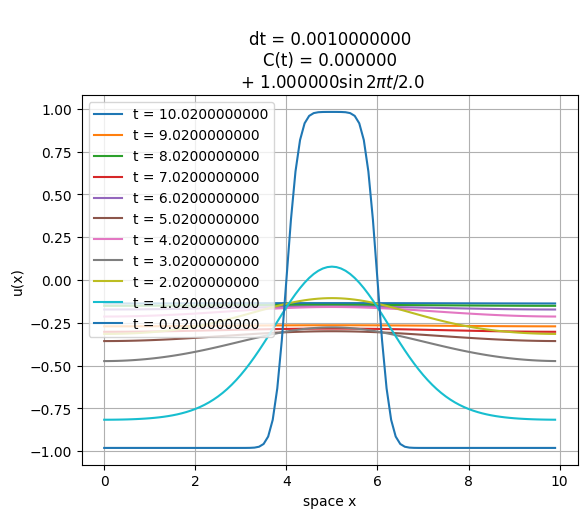 dt = 0.0010000000
C(t) = 0.000000
+ 1.000000sin 2πt/2.0
1.00
0.75
0.50
0.25
0.00
−0.25
−0.50
−0.75
−1.00
u(x)
t = 10.0200000000
t = 9.0200000000
t = 8.0200000000
t = 7.0200000000
t = 6.0200000000
t = 5.0200000000
t = 4.0200000000
t = 3.0200000000
t = 2.0200000000
t = 1.0200000000
t = 0.0200000000
0 2 4 6 8 10
space x